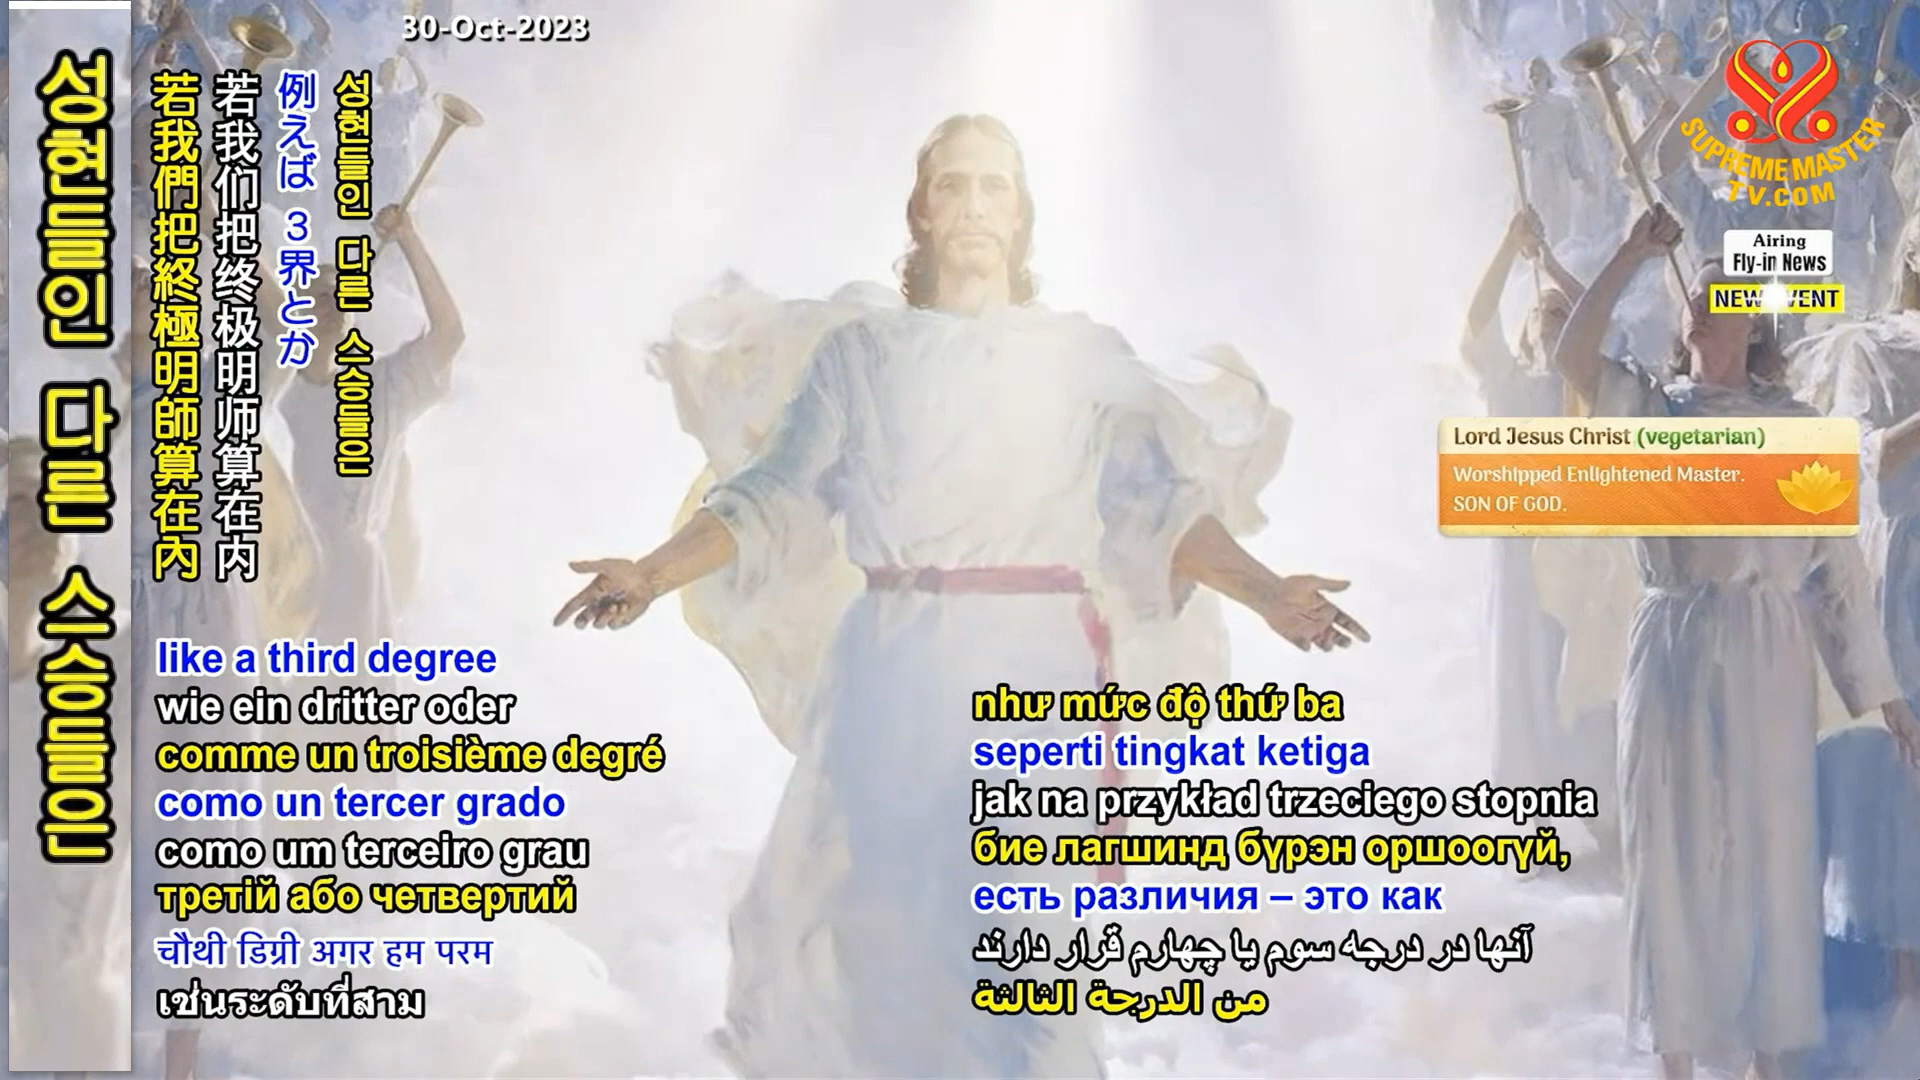 30-Oct-2023
성현들인 다른 스승들은
若我們把終極明師算在內
若我们把终极明师算在内
例えば 3界とか
성현들인 다른 스승들은
SUPREME MASTER
TV.COM
Airing
Fly-in News
Lord Jesus Christ (vegetarian)
Worshipped Enlightened Master.
SON OF GOD.
like a third degree
wie ein dritter oder
comme un troisième degré
como un tercer grado
como um terceiro grau
третій або четвертий
चौथी डिग्री अगर हम परम
เช่นระดับที่สาม
như mức độ thứ ba
seperti tingkat ketiga
jak na przykład trzeciego stopnia
бие лагшинд бүрэн оршоогүй,
есть различия – это как
آنها در درجه سوم یا چهارم قرار دارند
من الدرجة الثالثة